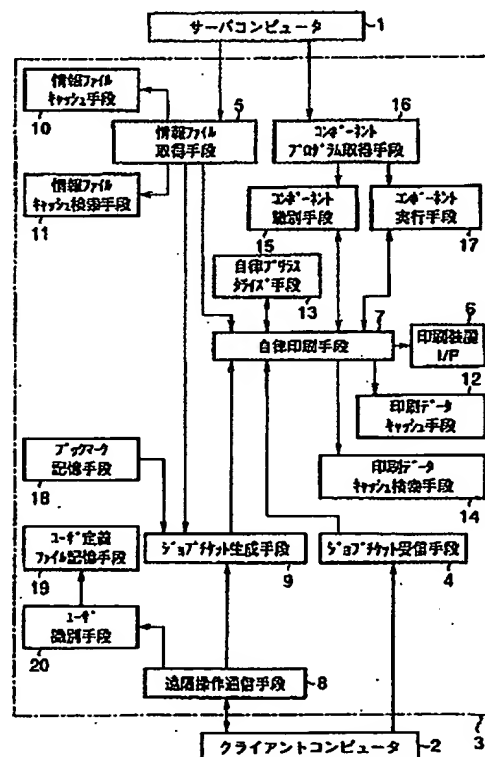 サーバコンピュータ
1
情報ファイル
キャッシュ手段
10
5
情報ファイル
取得手段
16
コンポーネント
プログラム取得手段
情報ファイル
キャッシュ検索手段
11
コンポーネント
識別手段
15
コンポーネント
実行手段
17
自律プリラス
タライズ手段
13
7
自律印刷手段
6
印刷装置
I/F
12
印刷データ
キャッシュ手段
印刷データ
キャッシュ検索手段
14
ブックマーク
記憶手段
18
ユーザ定義
ファイル記憶手段
19
ジョブチケット生成手段
9
ジョブチケット受信手段
4
ユーザ
識別手段
20
遠隔操作通信手段
8
3
クライアントコンピュータ
2